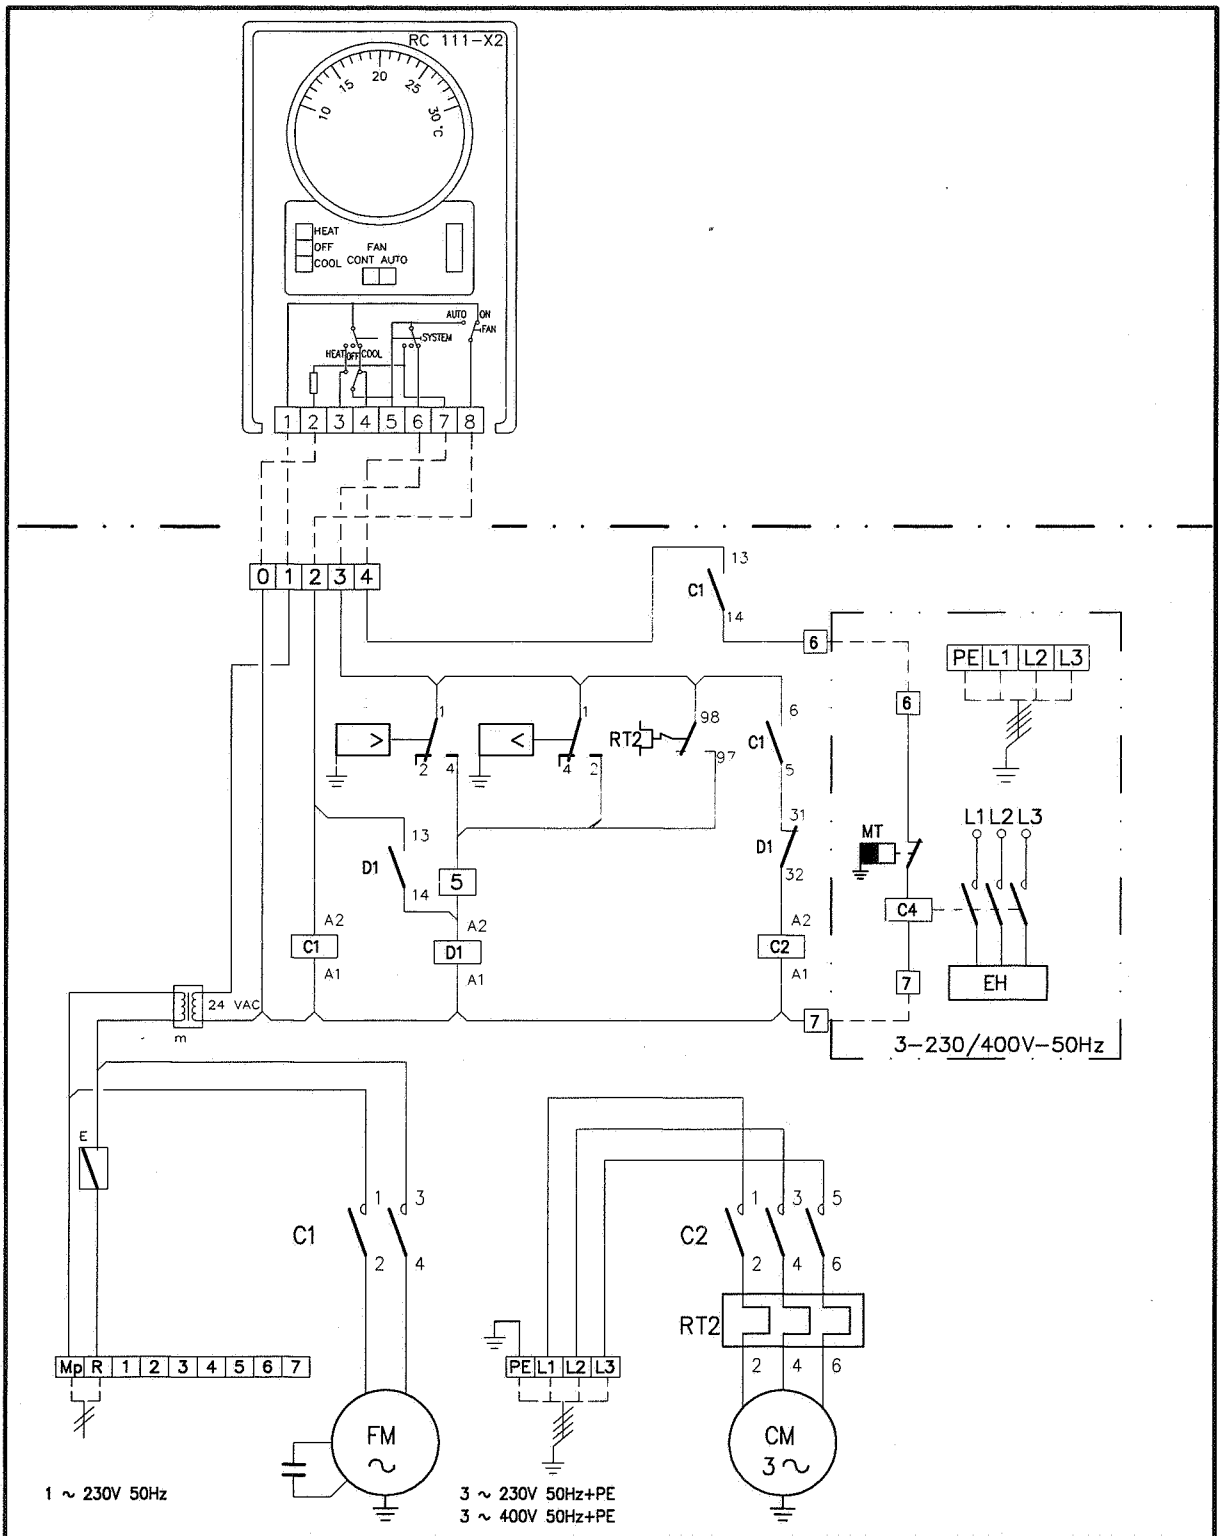 RC 111-X2
10 15 20 25 30 °C
HEAT
OFF
COOL
FAN
CONT AUTO
AUTO ON
FAN
SYSTEM
HEAT OFF COOL
1 2 3 4 5 6 7 8
0 1 2 3 4
13
C1
14
6
PE L1 L2 L3
6
1
>
2 4
1
<
4 2
RT2
98
97
6
C1
5
L1 L2 L3
MT
31
D1
32
13
D1
14
5
C4
A2
C1
A1
A2
D1
A1
A2
C2
A1
7
EH
24 VAC
m
7
3-230/400V-50Hz
E
C1
1 3
2 4
C2
1 3 5
2 4 6
RT2
2 4 6
Mp R 1 2 3 4 5 6 7
PE L1 L2 L3
FM
~
CM
3 ~
1 ~ 230V 50Hz
3 ~ 230V 50Hz+PE
3 ~ 400V 50Hz+PE